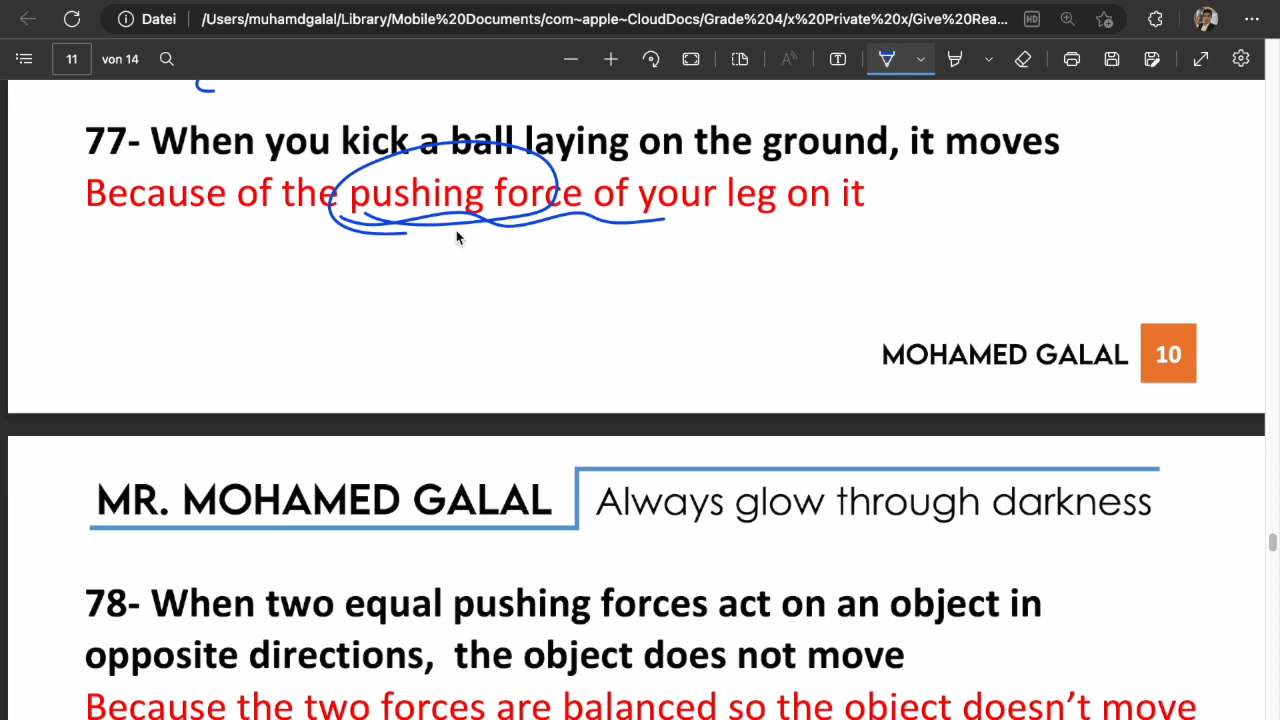 Datei
/Users/muhamdgalal/Library/Mobile%20Documents/com~apple~CloudDocs/Grade%204/x%20Private%20x/Give%20Rea...
HD
11
von 14
77- When you kick a ball laying on the ground, it moves
Because of the pushing force of your leg on it
MOHAMED GALAL 10
MR. MOHAMED GALAL
Always glow through darkness
78- When two equal pushing forces act on an object in
opposite directions, the object does not move
Because the two forces are balanced so the object doesn't move